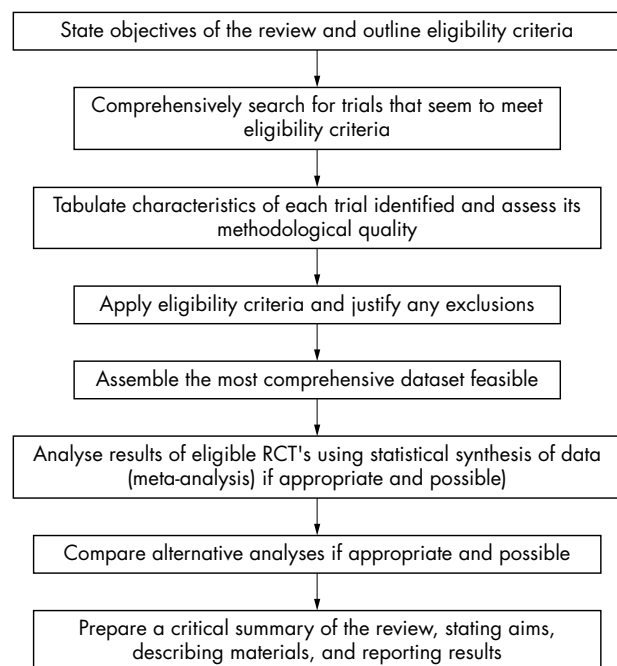 State objectives of the review and outline eligibility criteria
Comprehensively search for trials that seem to meet
eligibility criteria
Tabulate characteristics of each trial identified and assess its
methodological quality
Apply eligibility criteria and justify any exclusions
Assemble the most comprehensive dataset feasible
Analyse results of eligible RCT's using statistical synthesis of data
(meta-analysis) if appropriate and possible)
Compare alternative analyses if appropriate and possible
Prepare a critical summary of the review, stating aims,
describing materials, and reporting results